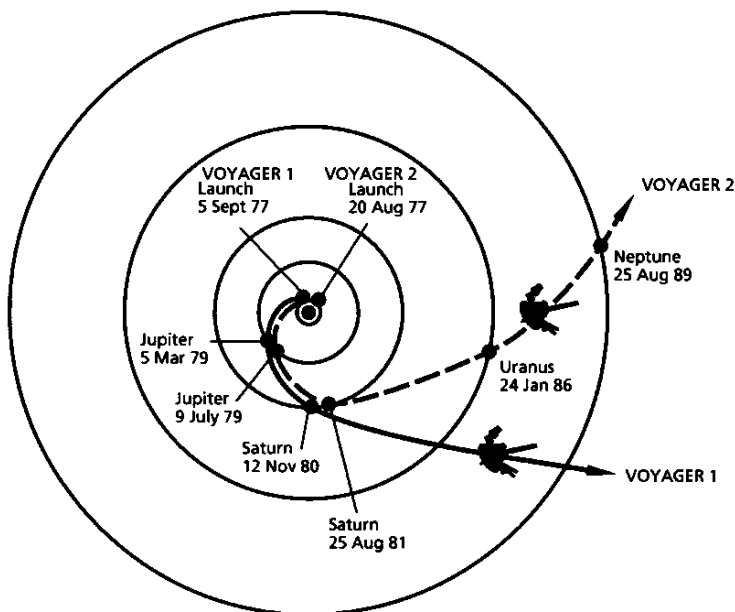 VOYAGER 1
Launch
5 Sept 77
VOYAGER 2
Launch
20 Aug 77
VOYAGER 2
Neptune
25 Aug 89
Jupiter
5 Mar 79
Uranus
24 Jan 86
Jupiter
9 July 79
Saturn
12 Nov 80
VOYAGER 1
Saturn
25 Aug 81